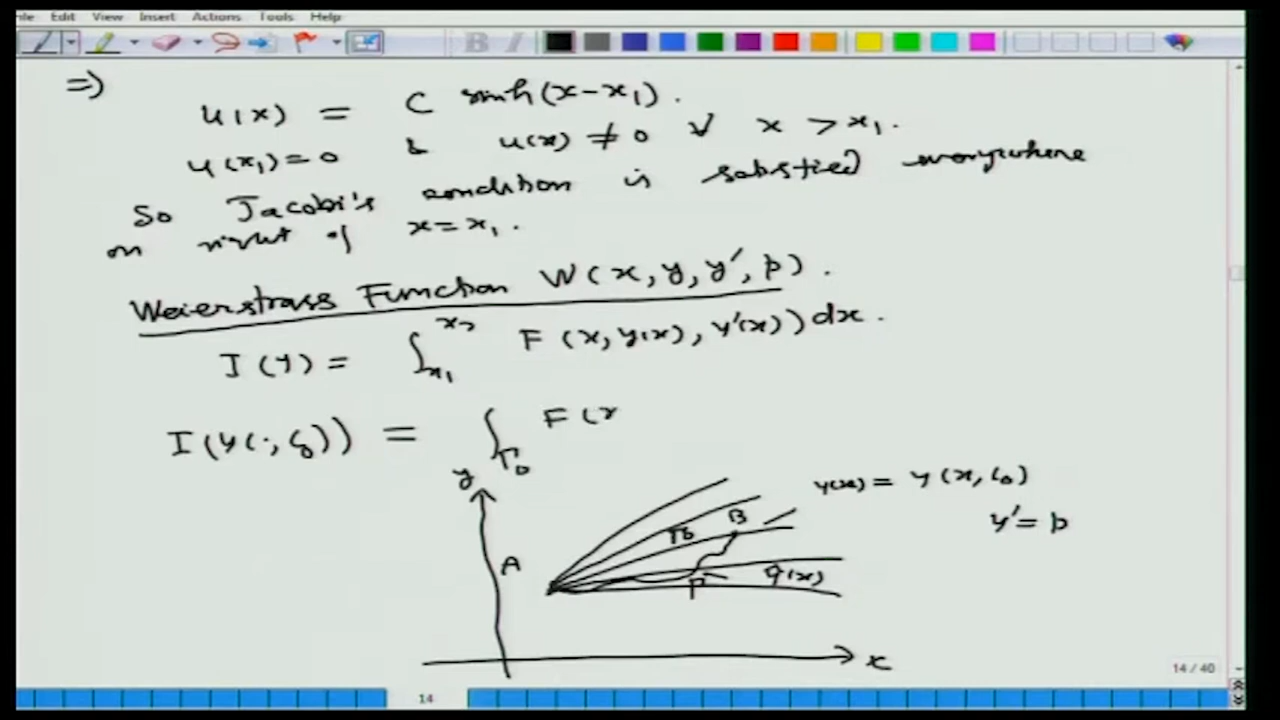 File Edit View Insert Actions Tools Help
B I
⇒)
u(x) = C sinh(x-x₁).
u(x₁)=0 & u(x) ≠ 0 ∀ x > x₁.
So Jacobi's condition is satisfied everywhere
on right of x=x₁.
Weierstrass Function W(x, y, y', p).
I(y) = ∫_{x₁}^{x₂} F(x, y(x), y'(x)) dx.
I(y(·, c₀)) = ∫_{Γ₀} F(x
y
y(x) = y(x, c₀)
y' = p
A
Γ₀
B
Γ
q(x)
x
14 / 40
14